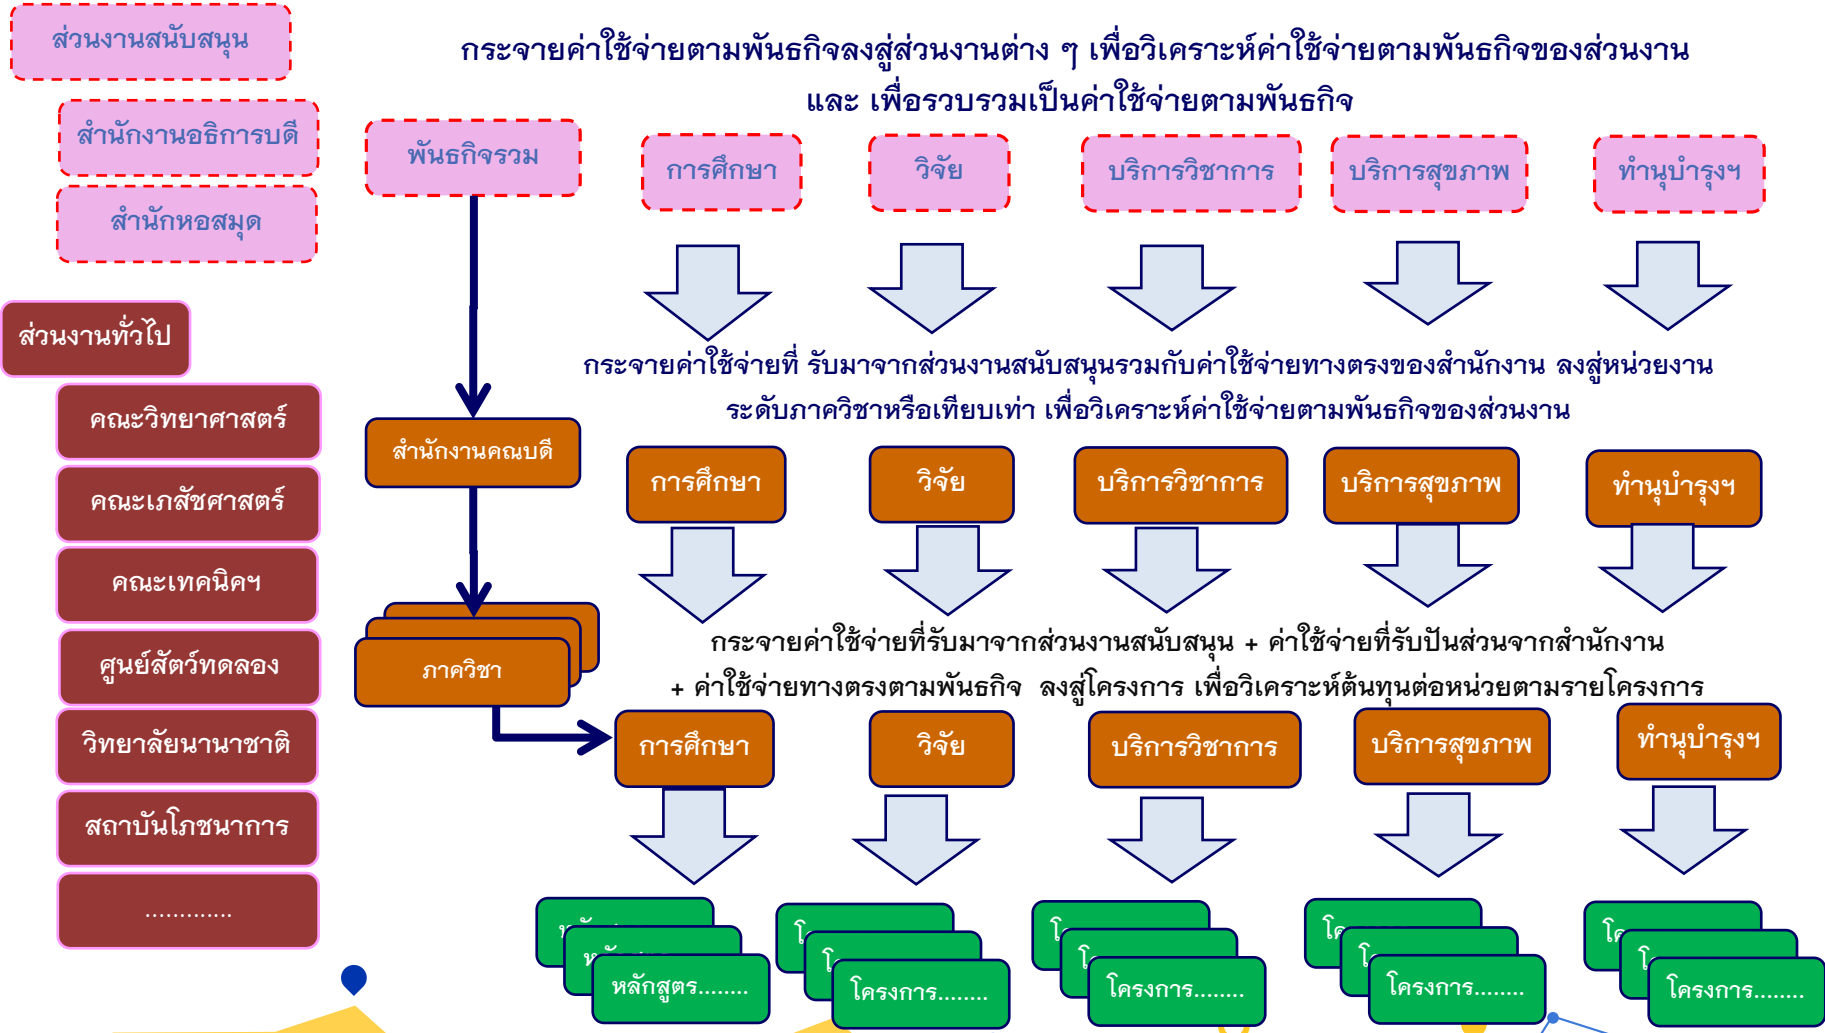 ส่วนงานสนับสนุน
สำนักงานอธิการบดี
สำนักหอสมุด
กระจายค่าใช้จ่ายตามพันธกิจลงสู่ส่วนงานต่าง ๆ เพื่อวิเคราะห์ค่าใช้จ่ายตามพันธกิจของส่วนงาน
และ เพื่อรวบรวมเป็นค่าใช้จ่ายตามพันธกิจ
พันธกิจรวม
การศึกษา
วิจัย
บริการวิชาการ
บริการสุขภาพ
ทำนุบำรุงฯ
ส่วนงานทั่วไป
คณะวิทยาศาสตร์
คณะเภสัชศาสตร์
คณะเทคนิคฯ
ศูนย์สัตว์ทดลอง
วิทยาลัยนานาชาติ
สถาบันโภชนาการ
.............
กระจายค่าใช้จ่ายที่ รับมาจากส่วนงานสนับสนุนรวมกับค่าใช้จ่ายทางตรงของสำนักงาน ลงสู่หน่วยงาน
ระดับภาควิชาหรือเทียบเท่า เพื่อวิเคราะห์ค่าใช้จ่ายตามพันธกิจของส่วนงาน
สำนักงานคณบดี
การศึกษา
วิจัย
บริการวิชาการ
บริการสุขภาพ
ทำนุบำรุงฯ
กระจายค่าใช้จ่ายที่รับมาจากส่วนงานสนับสนุน + ค่าใช้จ่ายที่รับปันส่วนจากสำนักงาน
+ ค่าใช้จ่ายทางตรงตามพันธกิจ ลงสู่โครงการ เพื่อวิเคราะห์ต้นทุนต่อหน่วยตามรายโครงการ
ภาควิชา
การศึกษา
วิจัย
บริการวิชาการ
บริการสุขภาพ
ทำนุบำรุงฯ
หลักสูตร........
โครงการ........
โครงการ........
โครงการ........
โครงการ........